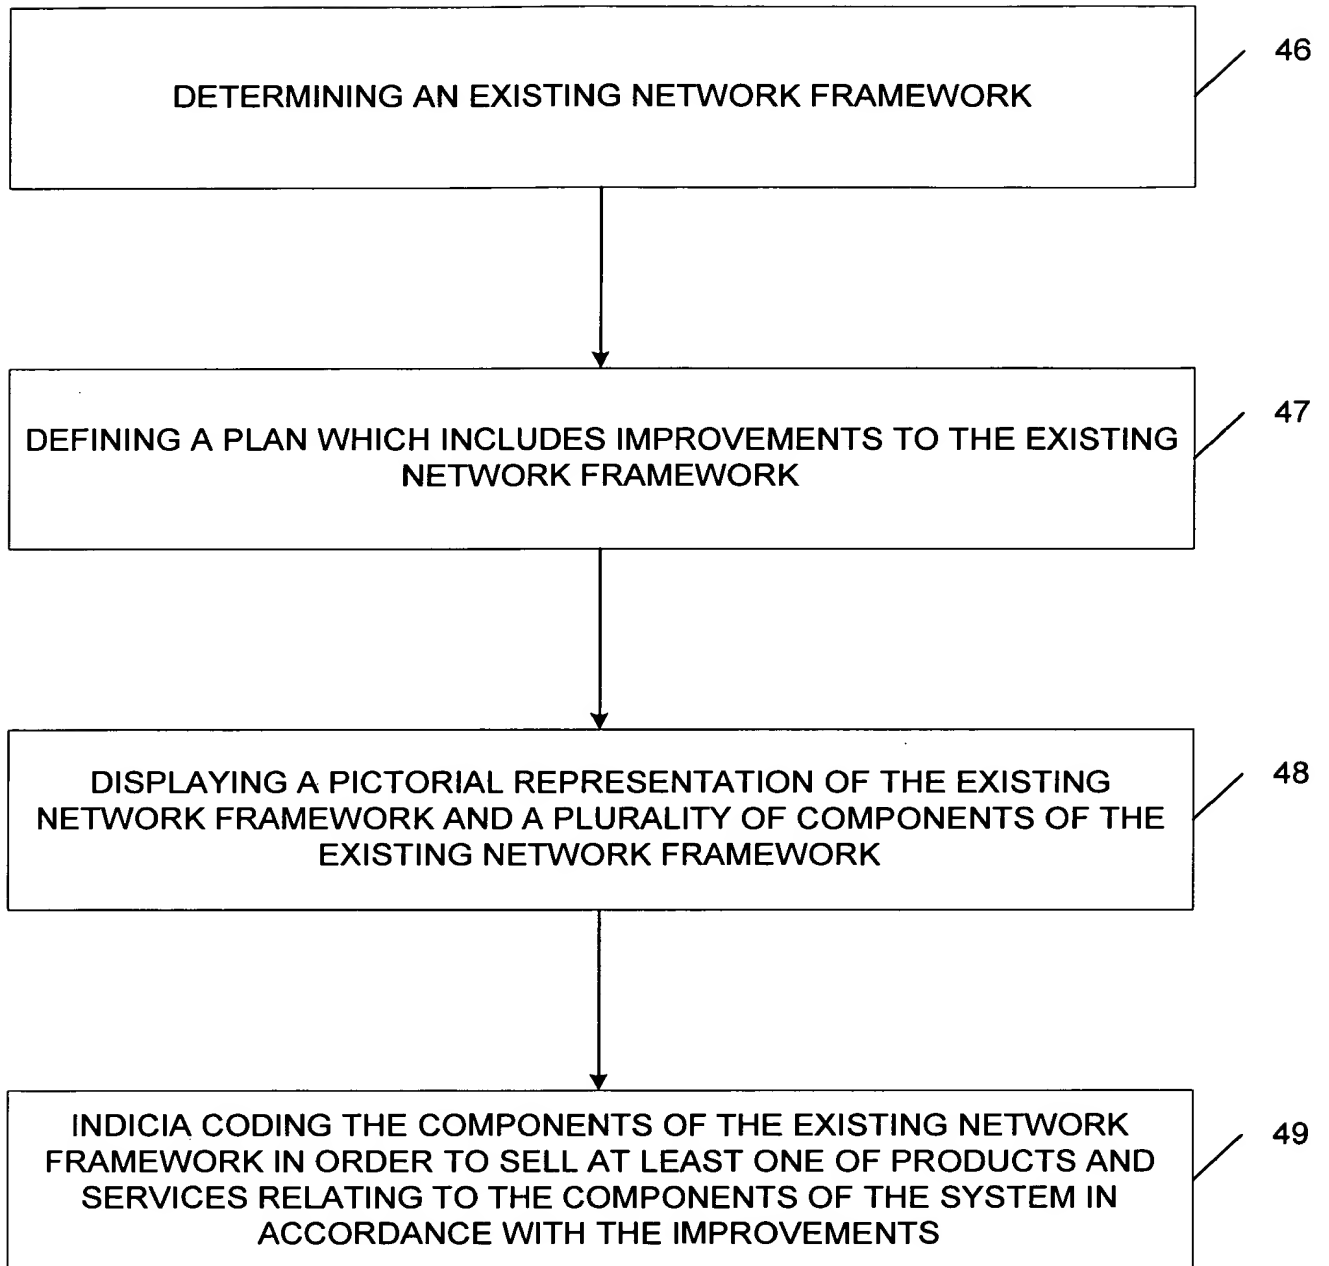 DETERMINING AN EXISTING NETWORK FRAMEWORK
46
DEFINING A PLAN WHICH INCLUDES IMPROVEMENTS TO THE EXISTING
NETWORK FRAMEWORK
47
DISPLAYING A PICTORIAL REPRESENTATION OF THE EXISTING
NETWORK FRAMEWORK AND A PLURALITY OF COMPONENTS OF THE
EXISTING NETWORK FRAMEWORK
48
INDICIA CODING THE COMPONENTS OF THE EXISTING NETWORK
FRAMEWORK IN ORDER TO SELL AT LEAST ONE OF PRODUCTS AND
SERVICES RELATING TO THE COMPONENTS OF THE SYSTEM IN
ACCORDANCE WITH THE IMPROVEMENTS
49